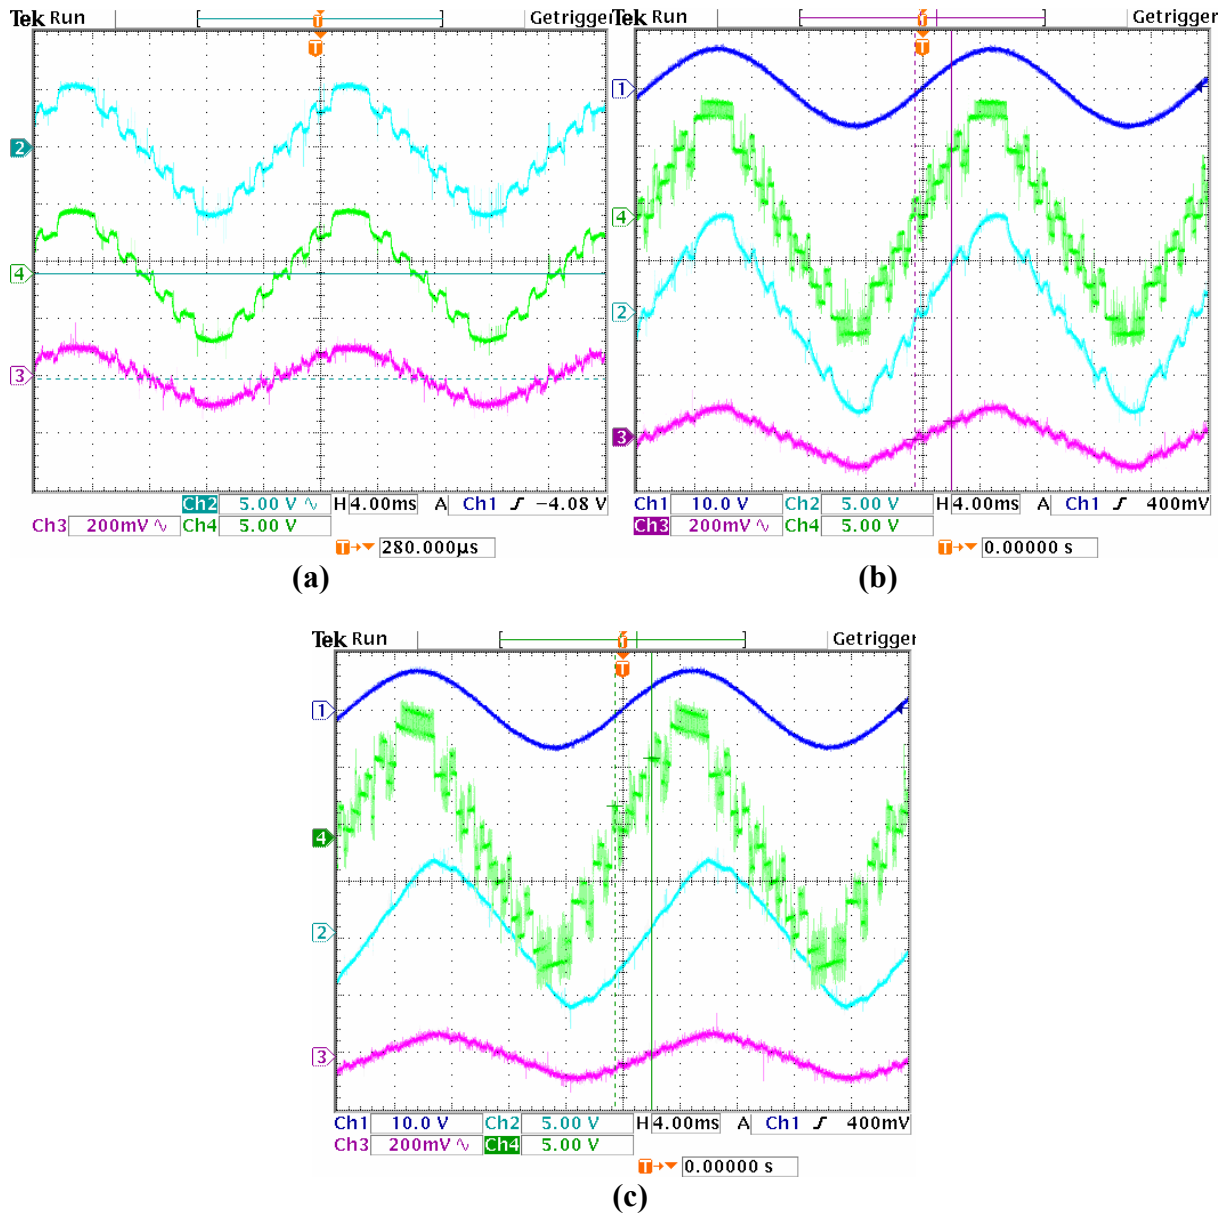 Tek Run
Getrigger
T
T
2
4
3
Ch2 5.00 V ∿ H 4.00ms A Ch1 ƒ −4.08 V
Ch3 200mV ∿ Ch4 5.00 V
T→▼ 280.000µs
(a)
Tek Run
Getrigger
T
T
1
4
2
3
Ch1 10.0 V Ch2 5.00 V H 4.00ms A Ch1 ƒ 400mV
Ch3 200mV ∿ Ch4 5.00 V
T→▼ 0.00000 s
(b)
Tek Run
Getrigger
T
T
1
4
2
3
Ch1 10.0 V Ch2 5.00 V H 4.00ms A Ch1 ƒ 400mV
Ch3 200mV ∿ Ch4 5.00 V
T→▼ 0.00000 s
(c)